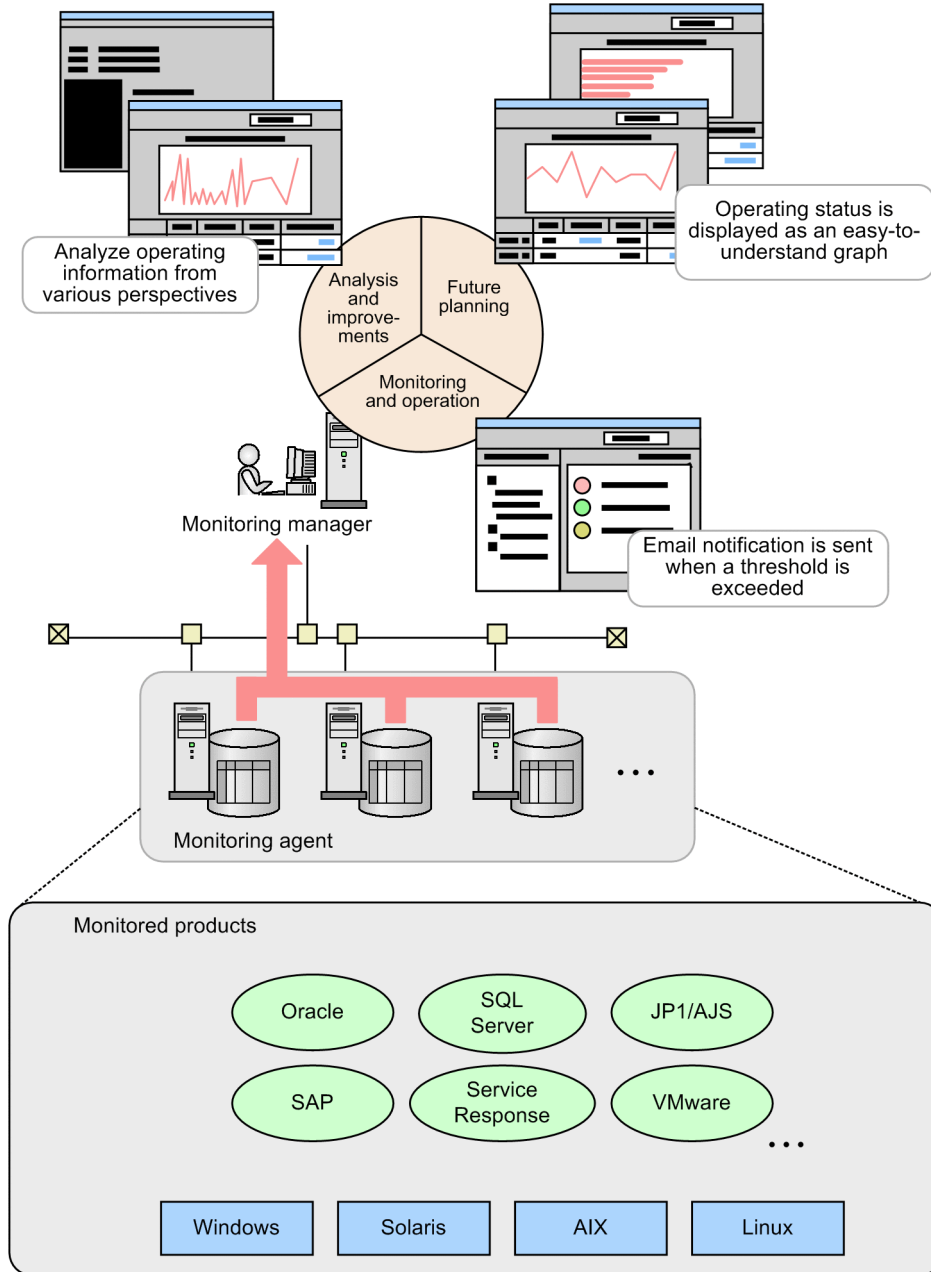 Analyze operating
information from
various perspectives
Operating status is
displayed as an easy-to-
understand graph
Analysis
and
improve-
ments
Future
planning
Monitoring
and operation
Monitoring manager
Email notification is sent
when a threshold is
exceeded
...
Monitoring agent
Monitored products
Oracle
SQL
Server
JP1/AJS
SAP
Service
Response
VMware
...
Windows
Solaris
AIX
Linux